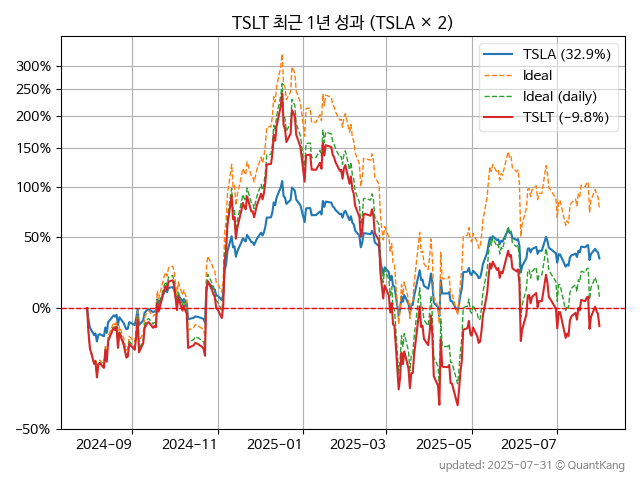 TSLT 최근 1년 성과 (TSLA × 2)
TSLA (32.9%)
Ideal
Ideal (daily)
TSLT (−9.8%)
300%
250%
200%
150%
100%
50%
0%
−50%
2024-09
2024-11
2025-01
2025-03
2025-05
2025-07
updated: 2025-07-31 © QuantKang